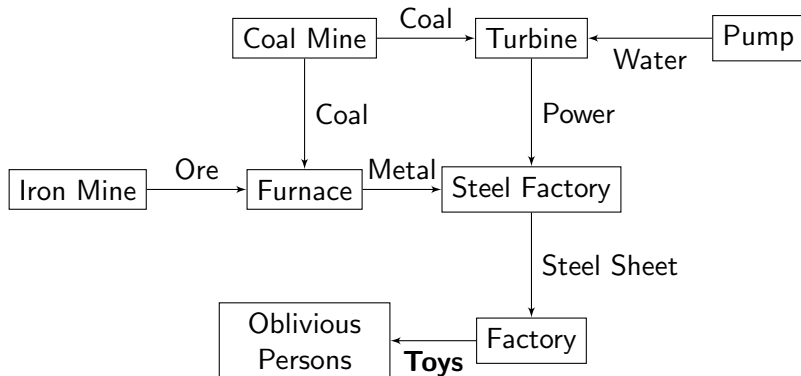 Coal
Coal Mine
Turbine
Pump
Water
Coal
Power
Ore
Metal
Iron Mine
Furnace
Steel Factory
Steel Sheet
Oblivious
Persons
Factory
Toys